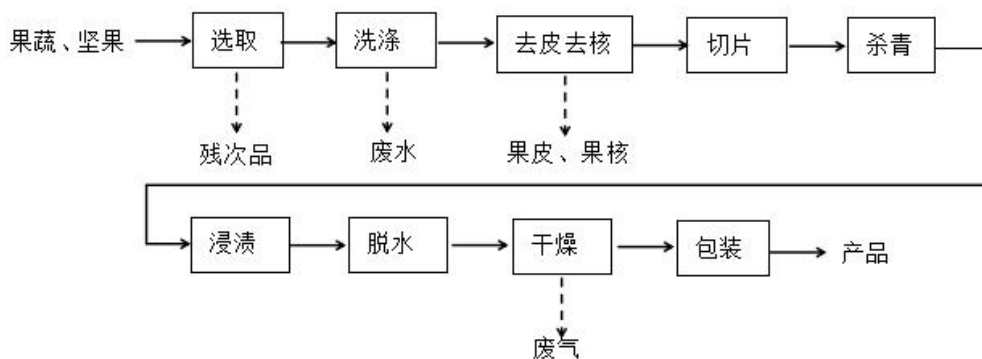 果蔬、坚果 选取 洗涤 去皮去核 切片 杀青
残次品 废水 果皮、果核
浸渍 脱水 干燥 包装 产品
废气